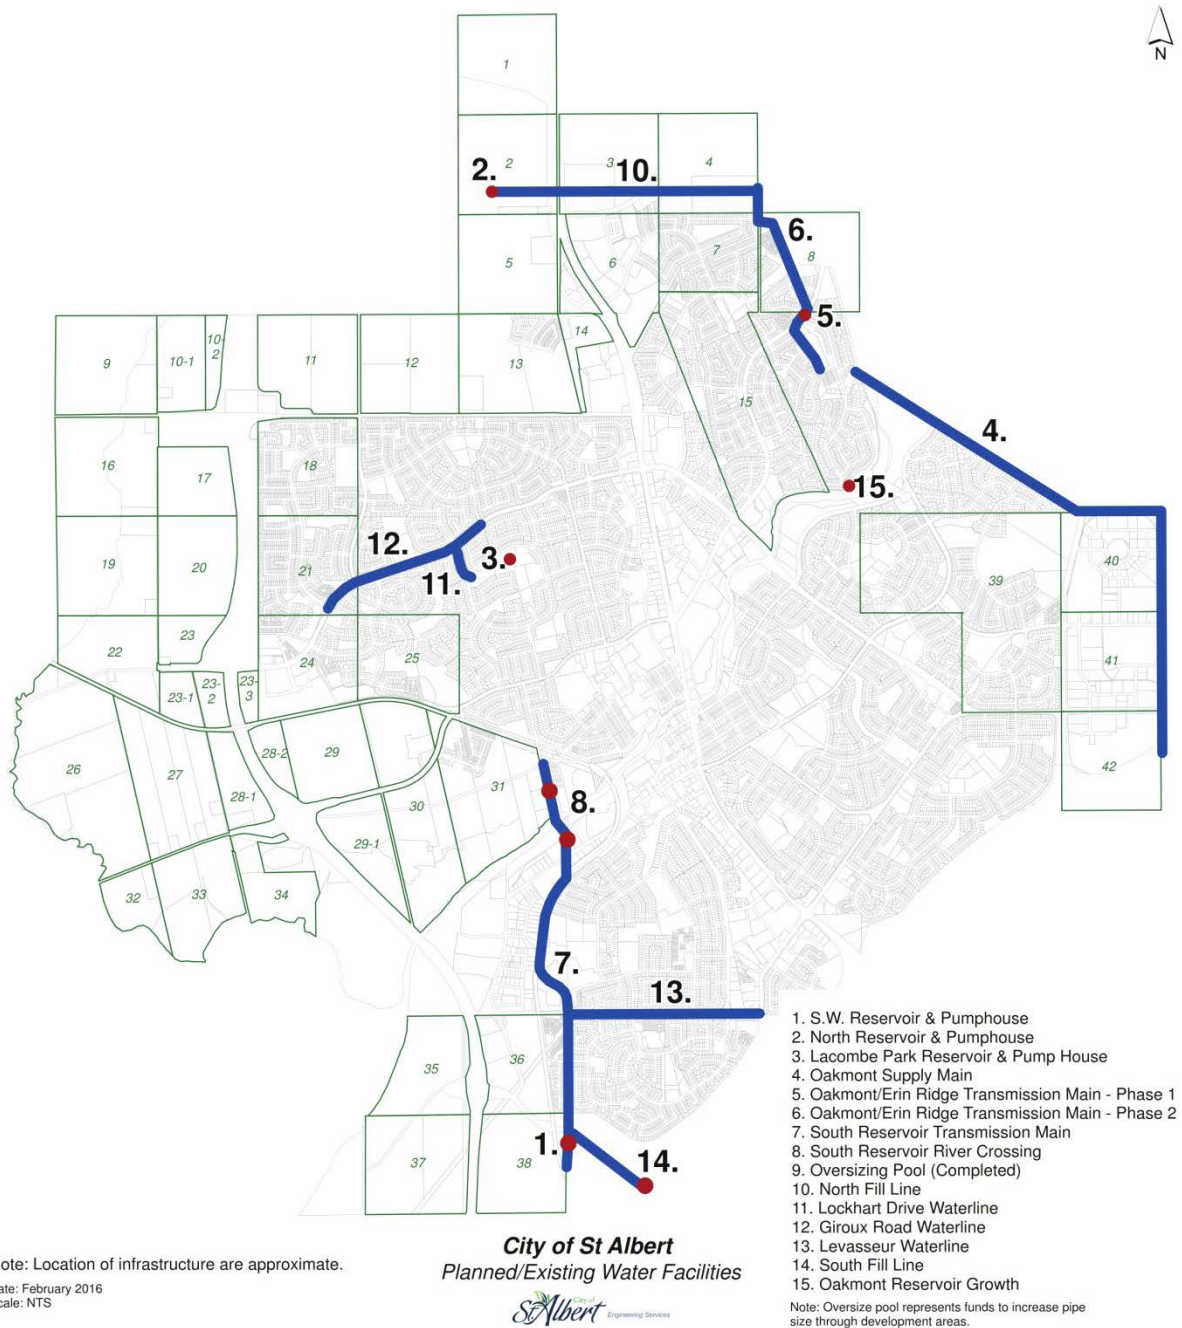 N
1
2
3
4
2.
10.
6.
5
6
7
8
5.
9
10-1
10-
2
11
12
13
14
15
4.
16
17
18
15.
12.
3.
11.
19
20
21
39
40
22
23
24
25
41
23-1
23-
2
23-
3
26
27
28-2
29
28-1
30
31
42
8.
29-1
32
33
34
7.
13.
35
36
37
38
1.
14.
1. S.W. Reservoir & Pumphouse
2. North Reservoir & Pumphouse
3. Lacombe Park Reservoir & Pump House
4. Oakmont Supply Main
5. Oakmont/Erin Ridge Transmission Main - Phase 1
6. Oakmont/Erin Ridge Transmission Main - Phase 2
7. South Reservoir Transmission Main
8. South Reservoir River Crossing
9. Oversizing Pool (Completed)
10. North Fill Line
11. Lockhart Drive Waterline
12. Giroux Road Waterline
13. Levasseur Waterline
14. South Fill Line
15. Oakmont Reservoir Growth
Note: Oversize pool represents funds to increase pipe
size through development areas.
City of St Albert
Planned/Existing Water Facilities
City of
St Albert
Engineering Services
ote: Location of infrastructure are approximate.
ate: February 2016
cale: NTS